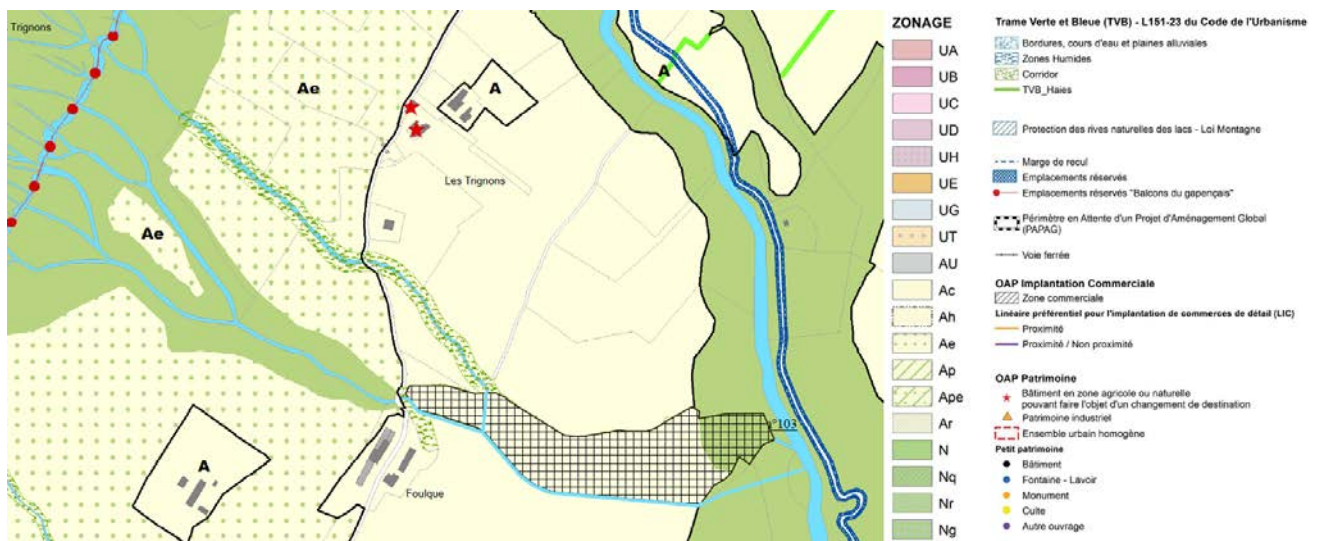 Trignons
Ae
A
A
Les Trignons
Ae
°103
A
Foulque
ZONAGE
UA
UB
UC
UD
UH
UE
UG
UT
AU
Ac
Ah
Ae
Ap
Ape
Ar
N
Nq
Nr
Ng
Trame Verte et Bleue (TVB) - L151-23 du Code de l'Urbanisme
Bordures, cours d'eau et plaines alluviales
Zones Humides
Corridor
TVB_Haies
Protection des rives naturelles des lacs - Loi Montagne
Marge de recul
Emplacements réservés
Emplacements réservés "Balcons du gapençais"
Périmètre en Attente d'un Projet d'Aménagement Global
(PAPAG)
Voie ferrée
OAP Implantation Commerciale
Zone commerciale
Linéaire préférentiel pour l'implantation de commerces de détail (LIC)
Proximité
Proximité / Non proximité
OAP Patrimoine
Bâtiment en zone agricole ou naturelle
pouvant faire l'objet d'un changement de destination
Patrimoine industriel
Ensemble urbain homogène
Petit patrimoine
Bâtiment
Fontaine - Lavoir
Monument
Culte
Autre ouvrage